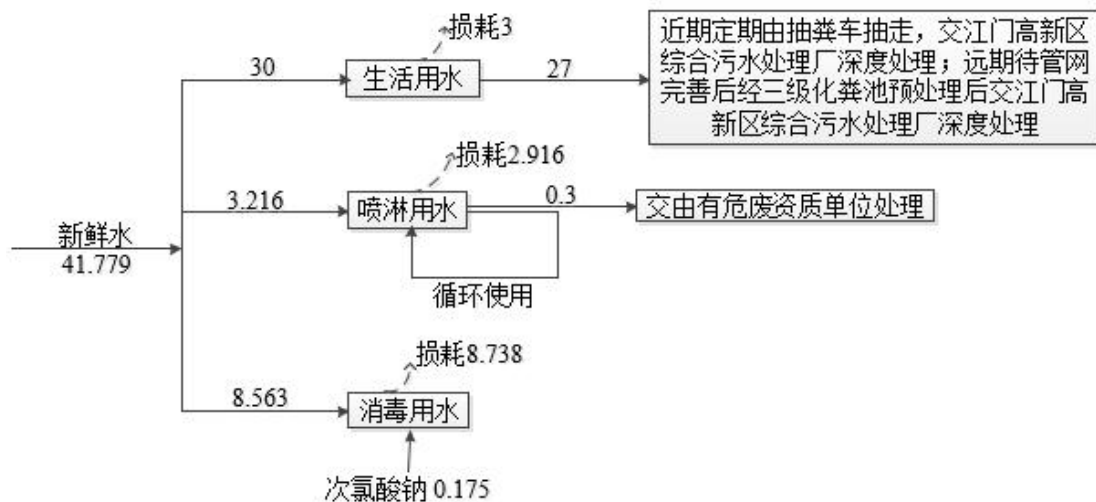 损耗3
30
生活用水
27
近期定期由抽粪车抽走，交江门高新区
综合污水处理厂深度处理；远期待管网
完善后经三级化粪池预处理后交江门高
新区综合污水处理厂深度处理
损耗2.916
3.216
喷淋用水
0.3
交由有危废资质单位处理
新鲜水
41.779
循环使用
损耗8.738
8.563
消毒用水
次氯酸钠 0.175